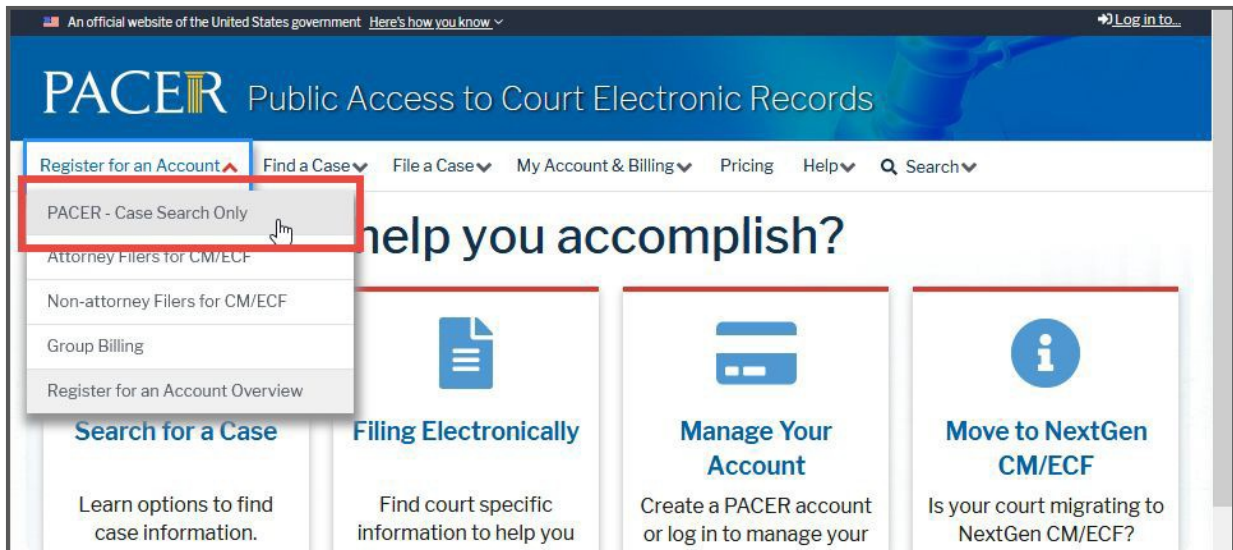 An official website of the United States government Here's how you know
Log in to...
PACER Public Access to Court Electronic Records
Register for an Account Find a Case File a Case My Account & Billing Pricing Help Search
PACER - Case Search Only
help you accomplish?
Attorney Filers for CM/ECF
Non-attorney Filers for CM/ECF
Group Billing
Register for an Account Overview
Search for a Case
Learn options to find
case information.
Filing Electronically
Find court specific
information to help you
Manage Your
Account
Create a PACER account
or log in to manage your
Move to NextGen
CM/ECF
Is your court migrating to
NextGen CM/ECF?